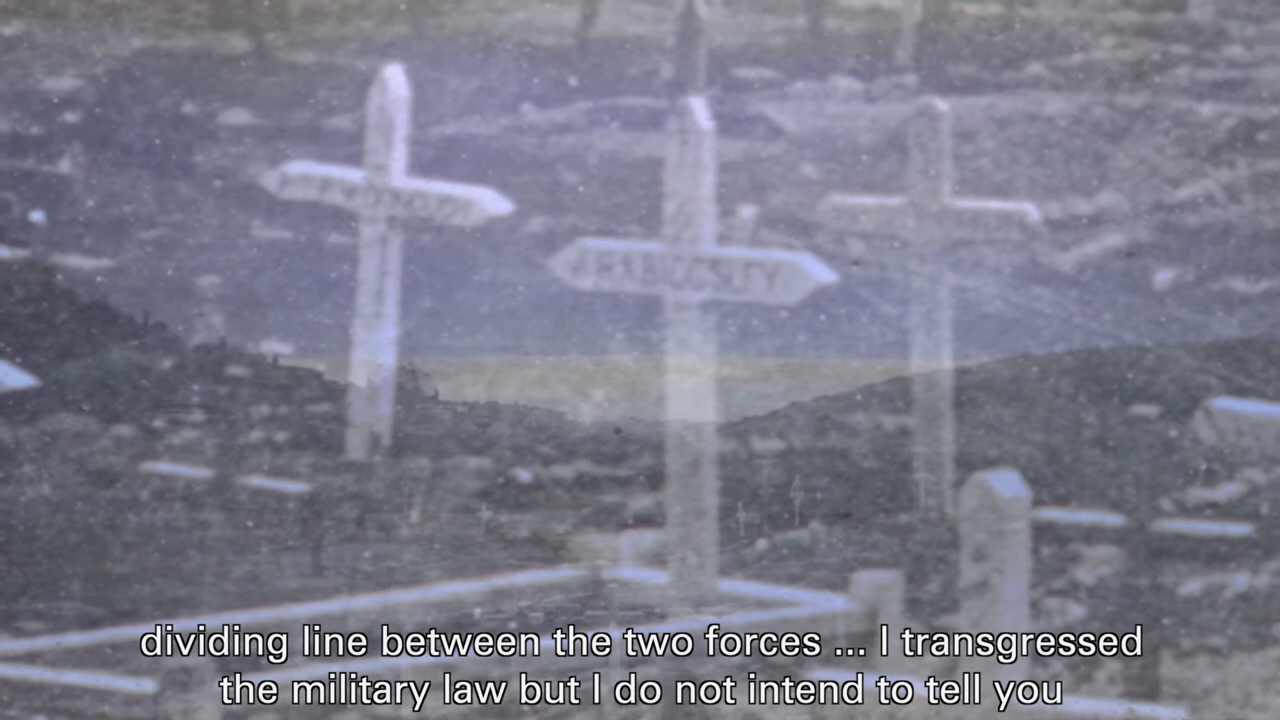 dividing line between the two forces ... I transgressed
the military law but I do not intend to tell you